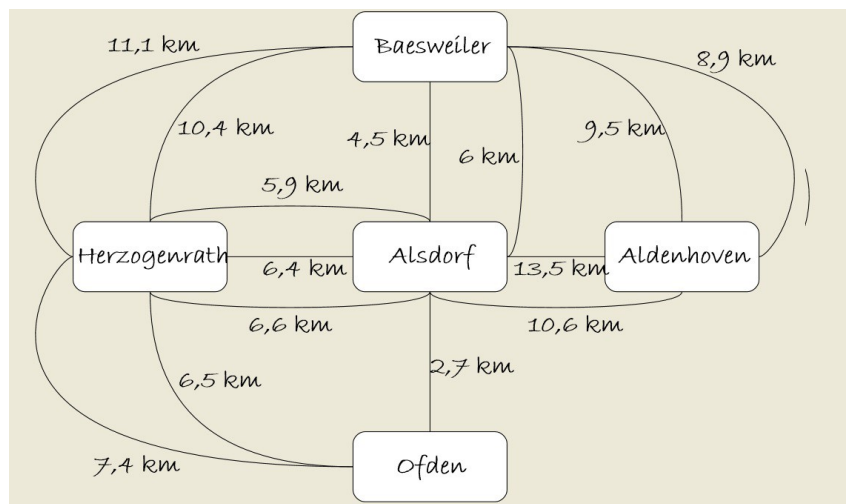 Baesweiler
11,1 km
8,9 km
10,4 km
4,5 km
6 km
9,5 km
5,9 km
Herzogenrath
Alsdorf
Aldenhoven
6,4 km
13,5 km
6,6 km
10,6 km
6,5 km
2,7 km
7,4 km
Ofden